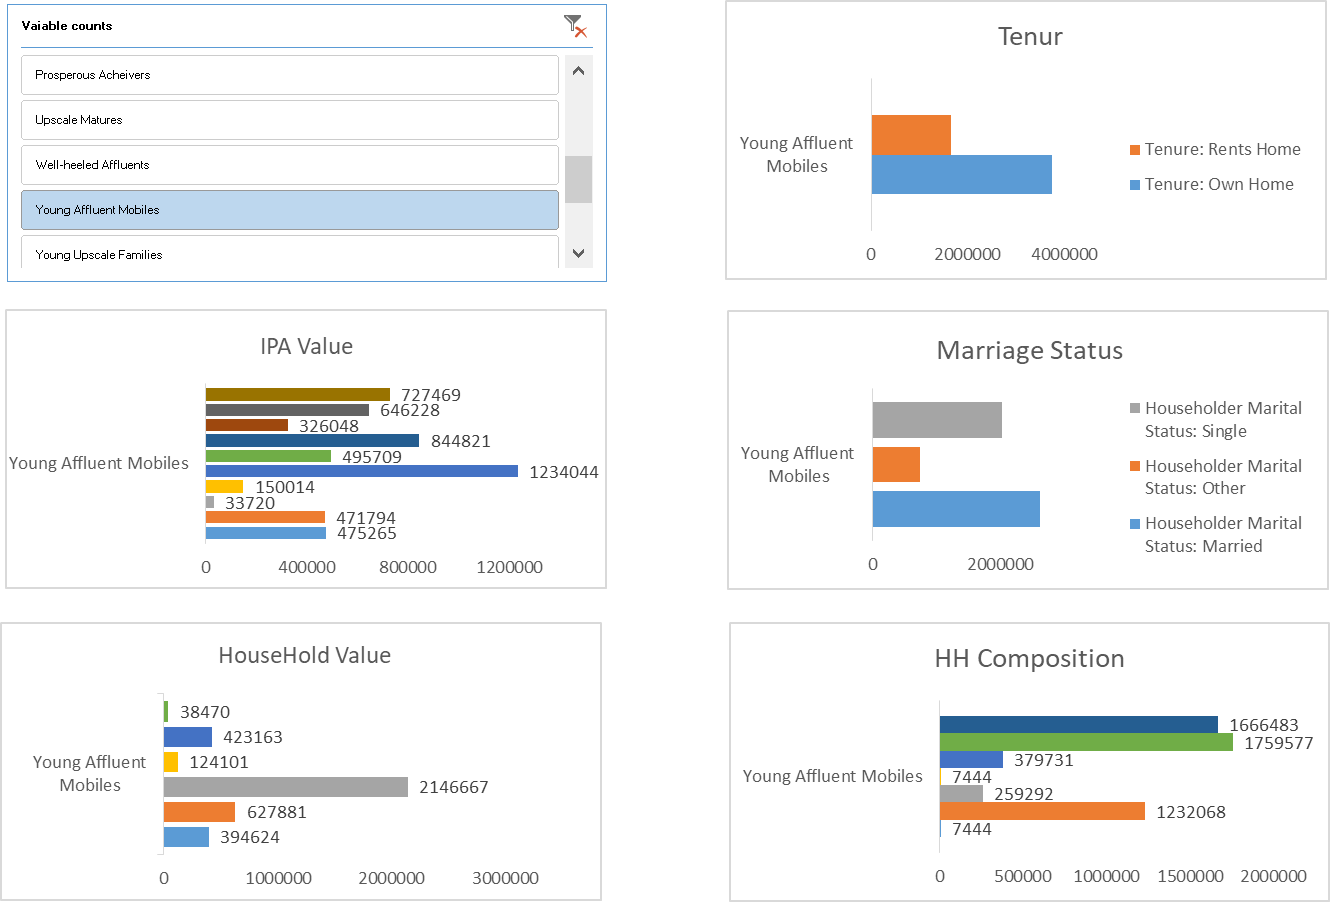 Vaiable counts
Prosperous Acheivers
Upscale Matures
Well-heeled Affluents
Young Affluent Mobiles
Young Upscale Families
Tenur
Young Affluent
Mobiles
Tenure: Rents Home
Tenure: Own Home
0
2000000
4000000
IPA Value
Young Affluent Mobiles
727469
646228
326048
844821
495709
1234044
150014
33720
471794
475265
0
400000
800000
1200000
Marriage Status
Young Affluent
Mobiles
Householder Marital
Status: Single
Householder Marital
Status: Other
Householder Marital
Status: Married
0
2000000
HouseHold Value
Young Affluent
Mobiles
38470
423163
124101
2146667
627881
394624
0
1000000
2000000
3000000
HH Composition
Young Affluent Mobiles
1666483
1759577
379731
7444
259292
1232068
7444
0
500000
1000000
1500000
2000000